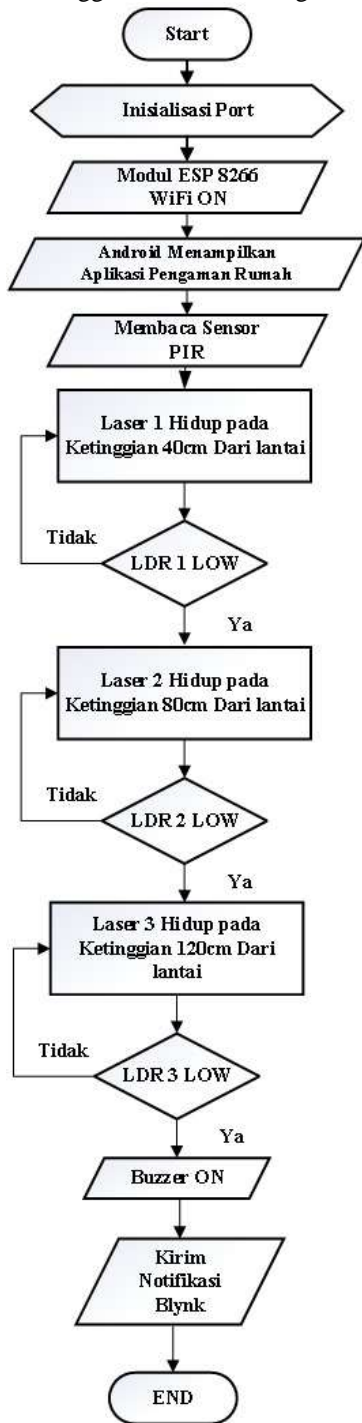 Start
Inisialisasi Port
Modul ESP 8266
WiFi ON
Android Menampilkan
Aplikasi Pengaman Rumah
Membaca Sensor
PIR
Laser 1 Hidup pada
Ketinggian 40cm Dari lantai
Tidak
LDR 1 LOW
Ya
Laser 2 Hidup pada
Ketinggian 80cm Dari lantai
Tidak
LDR 2 LOW
Ya
Laser 3 Hidup pada
Ketinggian 120cm Dari
lantai
Tidak
LDR 3 LOW
Ya
Buzzer ON
Kirim
Notifikasi
Blynk
END